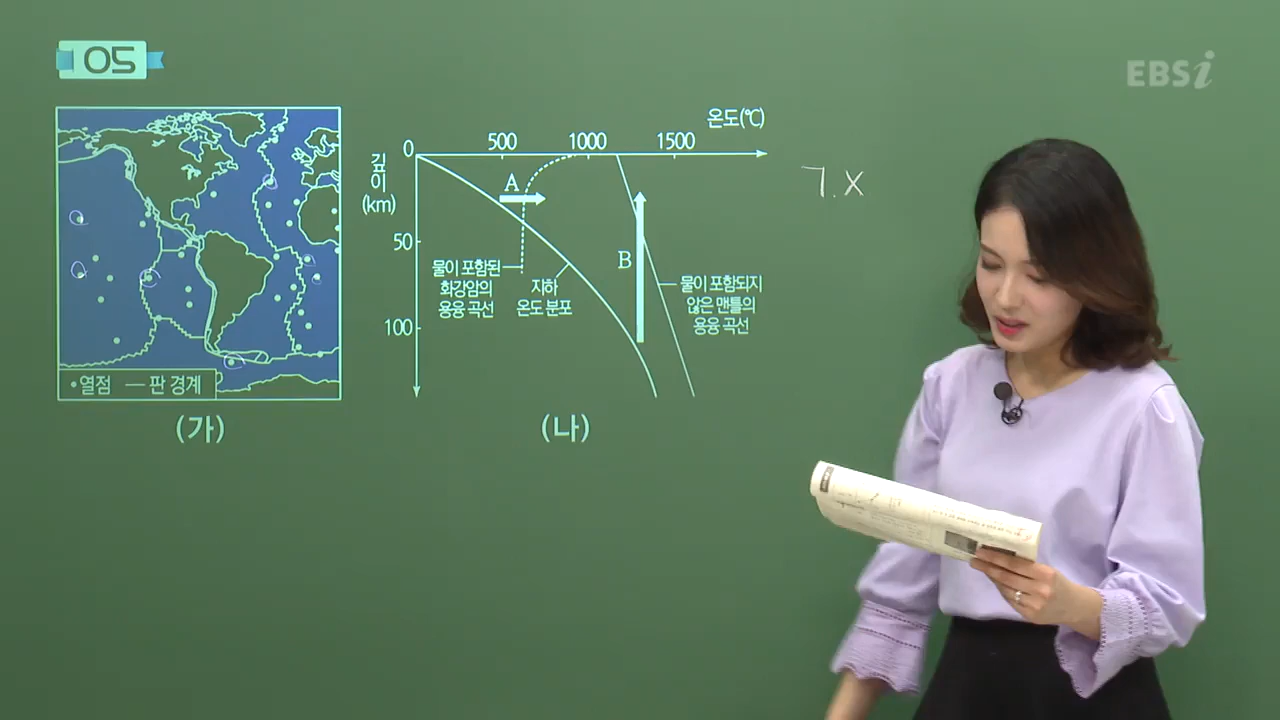 05
EBSi
•열점 — 판 경계
(가)
온도(℃)
0
500
1000
1500
깊이
(km)
50
100
A
B
물이 포함된
화강암의
용융 곡선
지하
온도 분포
물이 포함되지
않은 맨틀의
용융 곡선
(나)
ㄱ. X